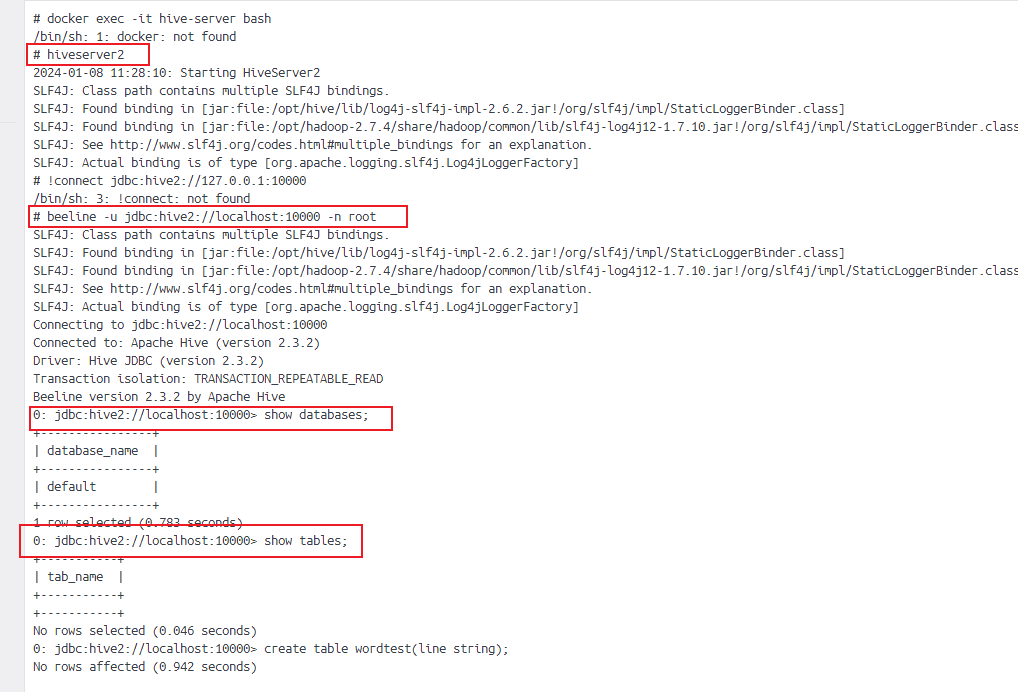 # docker exec -it hive-server bash
/bin/sh: 1: docker: not found
# hiveserver2
2024-01-08 11:28:10: Starting HiveServer2
SLF4J: Class path contains multiple SLF4J bindings.
SLF4J: Found binding in [jar:file:/opt/hive/lib/log4j-slf4j-impl-2.6.2.jar!/org/slf4j/impl/StaticLoggerBinder.class]
SLF4J: Found binding in [jar:file:/opt/hadoop-2.7.4/share/hadoop/common/lib/slf4j-log4j12-1.7.10.jar!/org/slf4j/impl/StaticLoggerBinder.class
SLF4J: See http://www.slf4j.org/codes.html#multiple_bindings for an explanation.
SLF4J: Actual binding is of type [org.apache.logging.slf4j.Log4jLoggerFactory]
# !connect jdbc:hive2://127.0.0.1:10000
/bin/sh: 3: !connect: not found
# beeline -u jdbc:hive2://localhost:10000 -n root
SLF4J: Class path contains multiple SLF4J bindings.
SLF4J: Found binding in [jar:file:/opt/hive/lib/log4j-slf4j-impl-2.6.2.jar!/org/slf4j/impl/StaticLoggerBinder.class]
SLF4J: Found binding in [jar:file:/opt/hadoop-2.7.4/share/hadoop/common/lib/slf4j-log4j12-1.7.10.jar!/org/slf4j/impl/StaticLoggerBinder.class
SLF4J: See http://www.slf4j.org/codes.html#multiple_bindings for an explanation.
SLF4J: Actual binding is of type [org.apache.logging.slf4j.Log4jLoggerFactory]
Connecting to jdbc:hive2://localhost:10000
Connected to: Apache Hive (version 2.3.2)
Driver: Hive JDBC (version 2.3.2)
Transaction isolation: TRANSACTION_REPEATABLE_READ
Beeline version 2.3.2 by Apache Hive
0: jdbc:hive2://localhost:10000> show databases;
+----------------+
| database_name  |
+----------------+
| default        |
+----------------+
1 row selected (0.783 seconds)
0: jdbc:hive2://localhost:10000> show tables;
+-----------+
| tab_name  |
+-----------+
+-----------+
No rows selected (0.046 seconds)
0: jdbc:hive2://localhost:10000> create table wordtest(line string);
No rows affected (0.942 seconds)